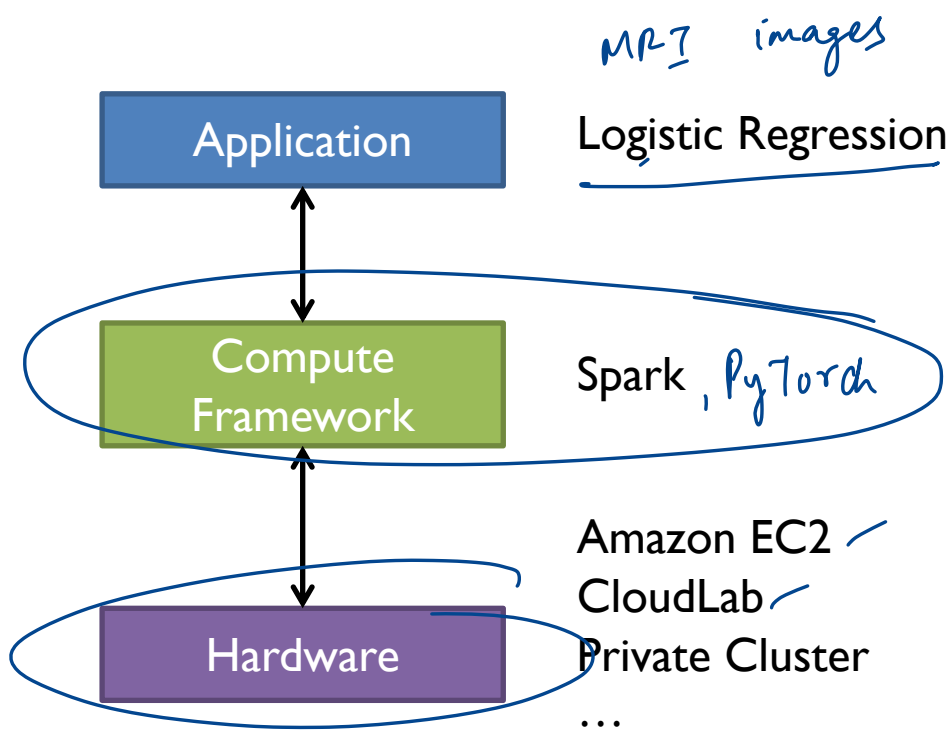 MRI images
Application
Logistic Regression
Compute
Framework
Spark , PyTorch
Amazon EC2
CloudLab
Hardware
Private Cluster
...